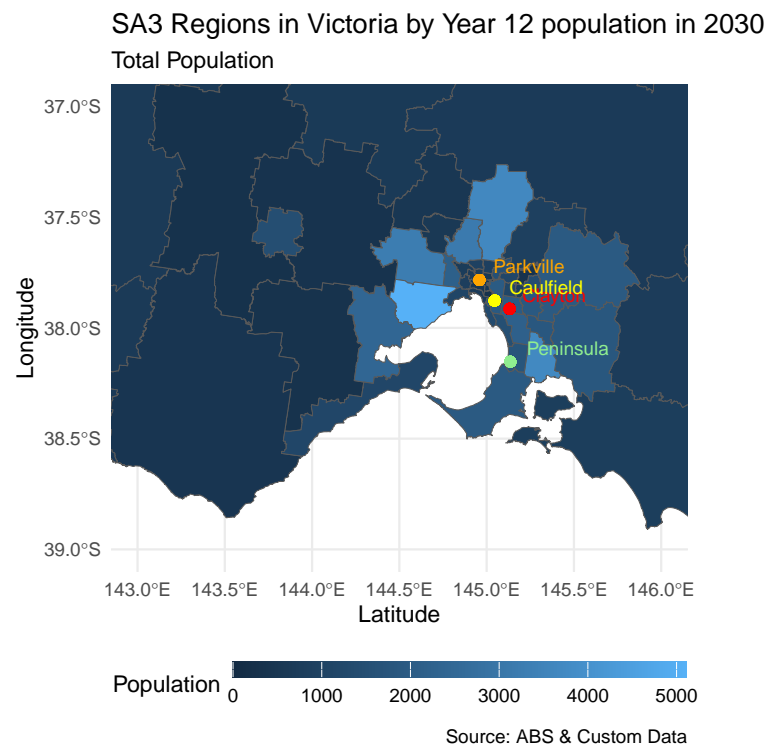 SA3 Regions in Victoria by Year 12 population in 2030
Total Population
37.0°S
37.5°S
38.0°S
38.5°S
39.0°S
Longitude
Parkville
Caulfield
Clayton
Peninsula
143.0°E 143.5°E 144.0°E 144.5°E 145.0°E 145.5°E 146.0°E
Latitude
Population
0 1000 2000 3000 4000 5000
Source: ABS & Custom Data